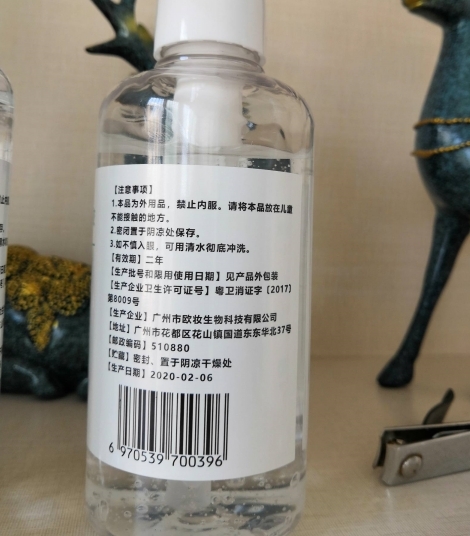 【注意事项】
1.本品为外用品，禁止内服。请将本品放在儿童
不能接触的地方。
2.密闭置于阴凉处保存。
3.如不慎入眼，可用清水彻底冲洗。
【有效期】二年
【生产批号和限用使用日期】见产品外包装
【生产企业卫生许可证号】粤卫消证字【2017】
第8009号
【生产企业】广州市欧妆生物科技有限公司
【地址】广州市花都区花山镇国道东东华北37号
【邮政编码】510880
【贮藏】密封、置于阴凉干燥处
【生产日期】2020-02-06
6 970539 700396